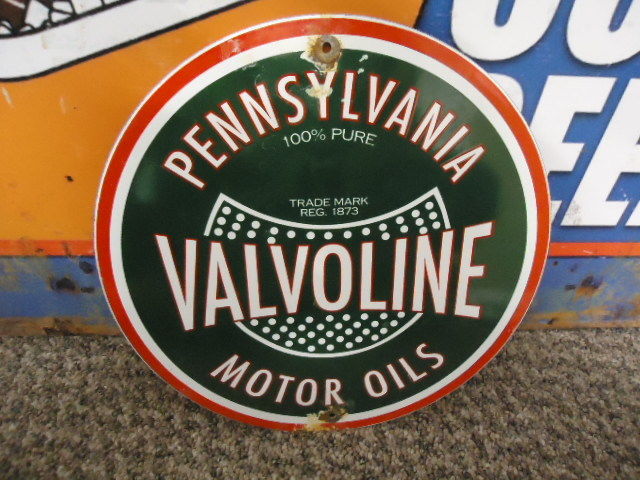 PENNSYLVANIA
100% PURE
TRADE MARK
REG. 1873
VALVOLINE
MOTOR OILS